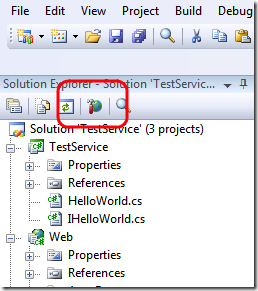 File Edit View Project Build Debug
Solution Explorer - Solution 'TestServic...
Solution 'TestService' (3 projects)
TestService
Properties
References
HelloWorld.cs
IHelloWorld.cs
Web
Properties
References